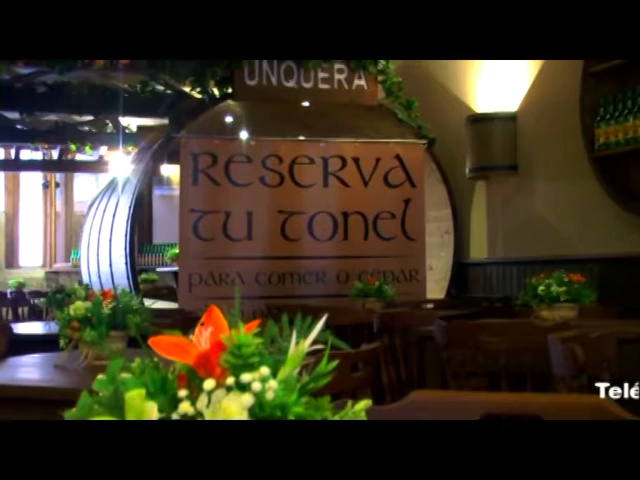 UNQUERA
RESERVA
TU TONEL
PARA COMER O CENAR
Telé